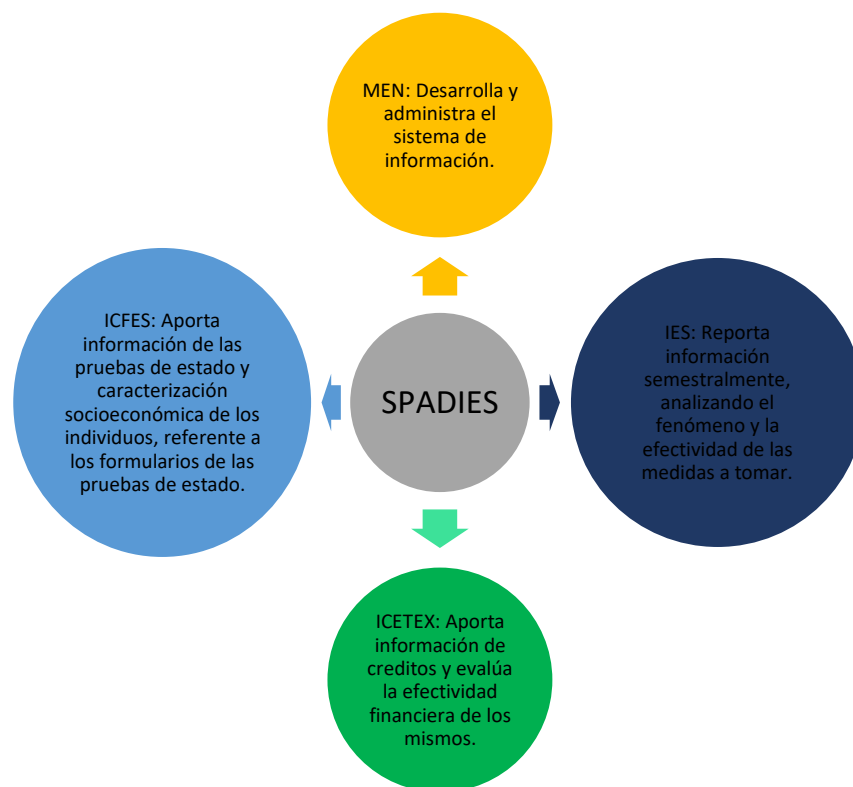 MEN: Desarrolla y
administra el
sistema de
información.
ICFES: Aporta
información de las
pruebas de estado y
caracterización
socioeconómica de los
individuos, referente a
los formularios de las
pruebas de estado.
SPADIES
IES: Reporta
información
semestralmente,
analizando el
fenómeno y la
efectividad de las
medidas a tomar.
ICETEX: Aporta
información de
creditos y evalúa
la efectividad
financiera de los
mismos.